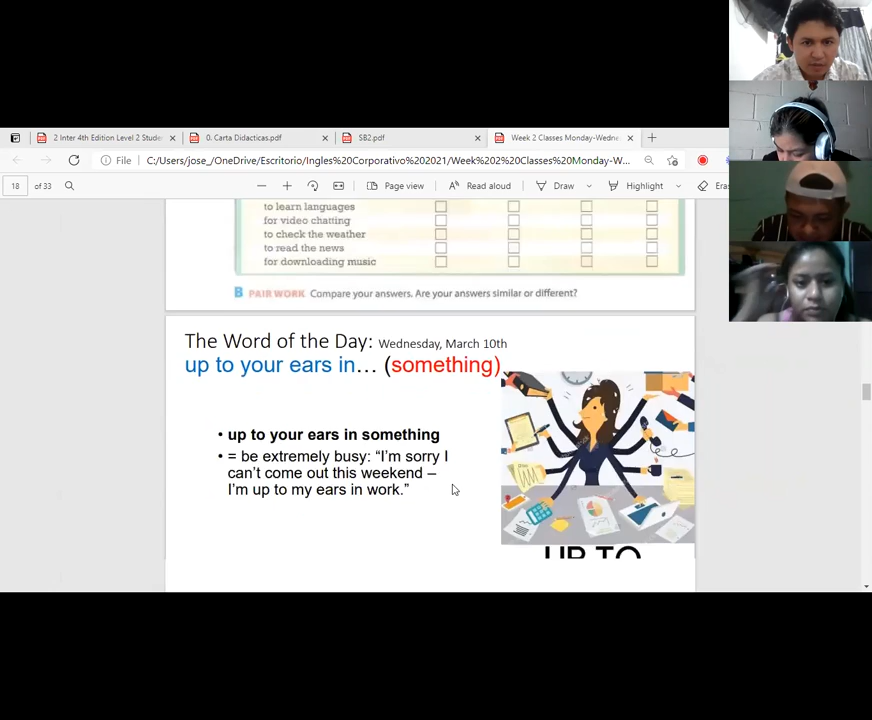 2 Inter 4th Edition Level 2 Stude
0. Carta Didacticas.pdf
SB2.pdf
Week 2 Classes Monday-Wedne
File
C:/Users/jose_/OneDrive/Escritorio/Ingles%20Corporativo%202021/Week%202%20Classes%20Monday-W...
18 of 33
Page view
Read aloud
Draw
Highlight
Eras
to learn languages
for video chatting
to check the weather
to read the news
for downloading music
B PAIR WORK Compare your answers. Are your answers similar or different?
The Word of the Day: Wednesday, March 10th
up to your ears in... (something)
• up to your ears in something
• = be extremely busy: “I’m sorry I
can’t come out this weekend –
I’m up to my ears in work.”
UP TO